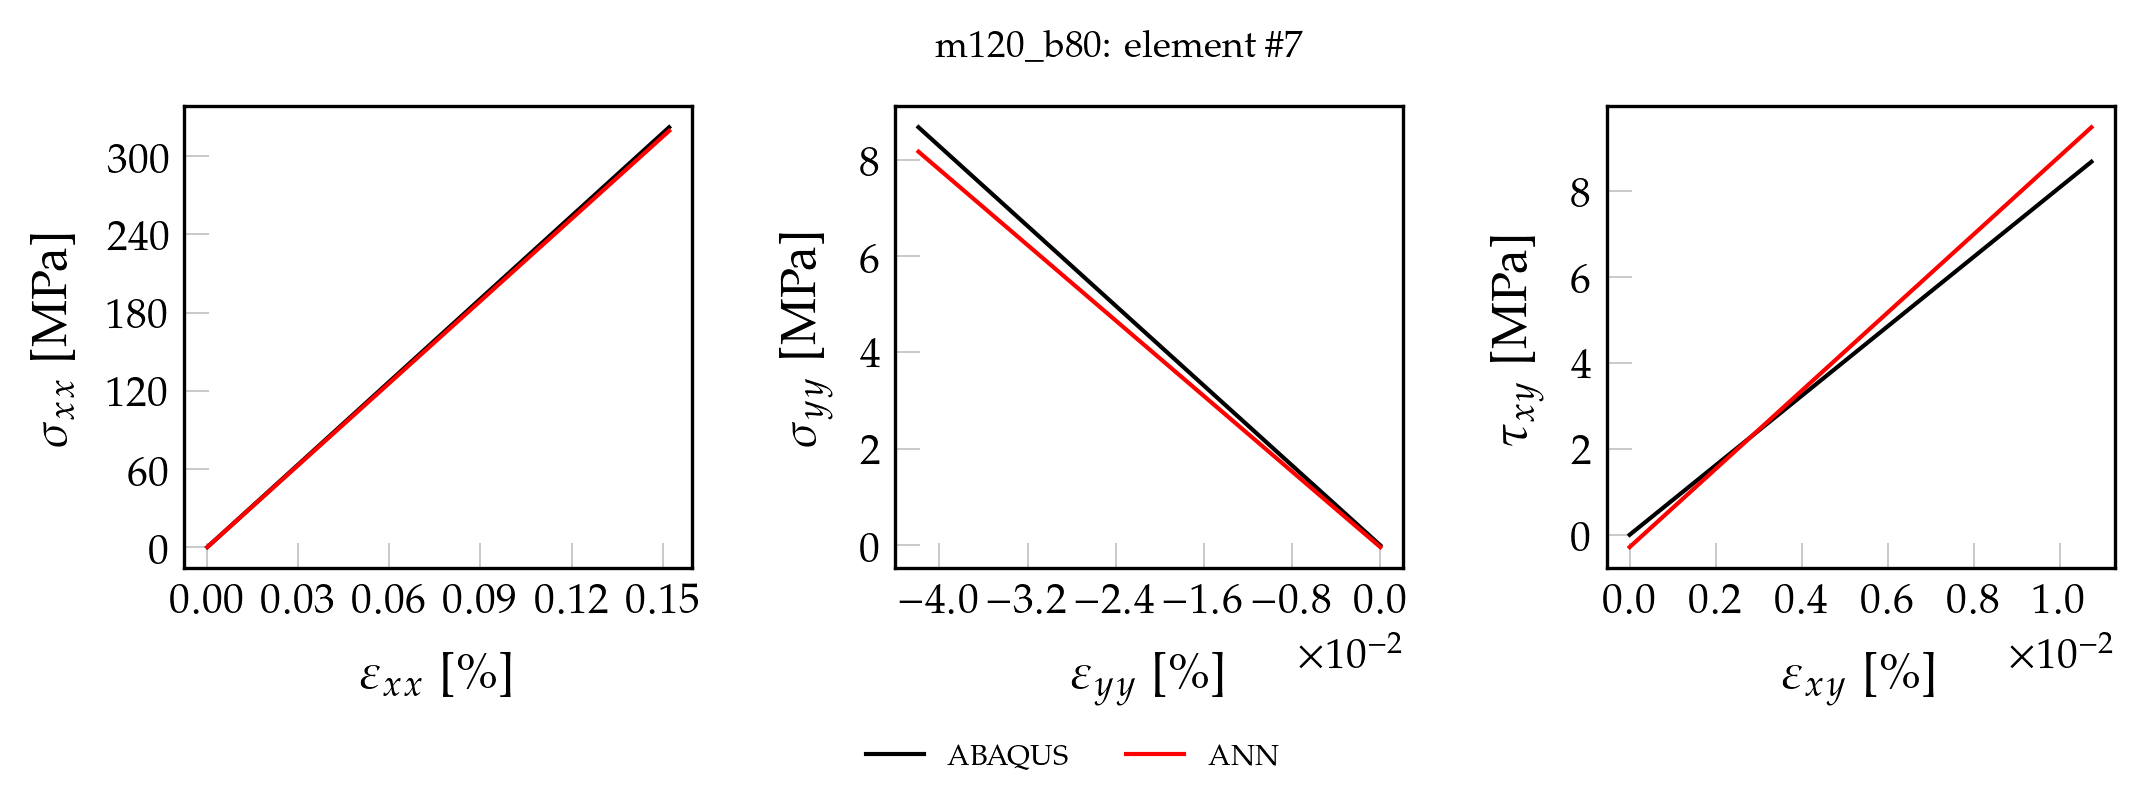 m120_b80: element #7
σxx [MPa]
300
240
180
120
60
0
0.00 0.03 0.06 0.09 0.12 0.15
εxx [%]
σyy [MPa]
8
6
4
2
0
−4.0 −3.2 −2.4 −1.6 −0.8 0.0
×10−2
εyy [%]
τxy [MPa]
8
6
4
2
0
0.0 0.2 0.4 0.6 0.8 1.0
×10−2
εxy [%]
ABAQUS ANN